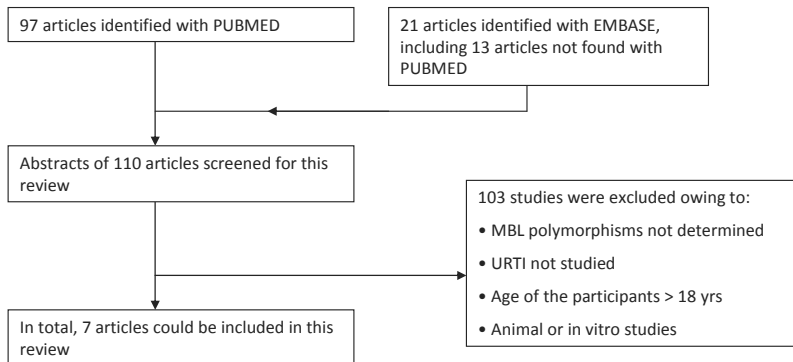 97 articles identified with PUBMED
21 articles identified with EMBASE,
including 13 articles not found with
PUBMED
Abstracts of 110 articles screened for this
review
103 studies were excluded owing to:
• MBL polymorphisms not determined
• URTI not studied
• Age of the participants > 18 yrs
• Animal or in vitro studies
In total, 7 articles could be included in this
review